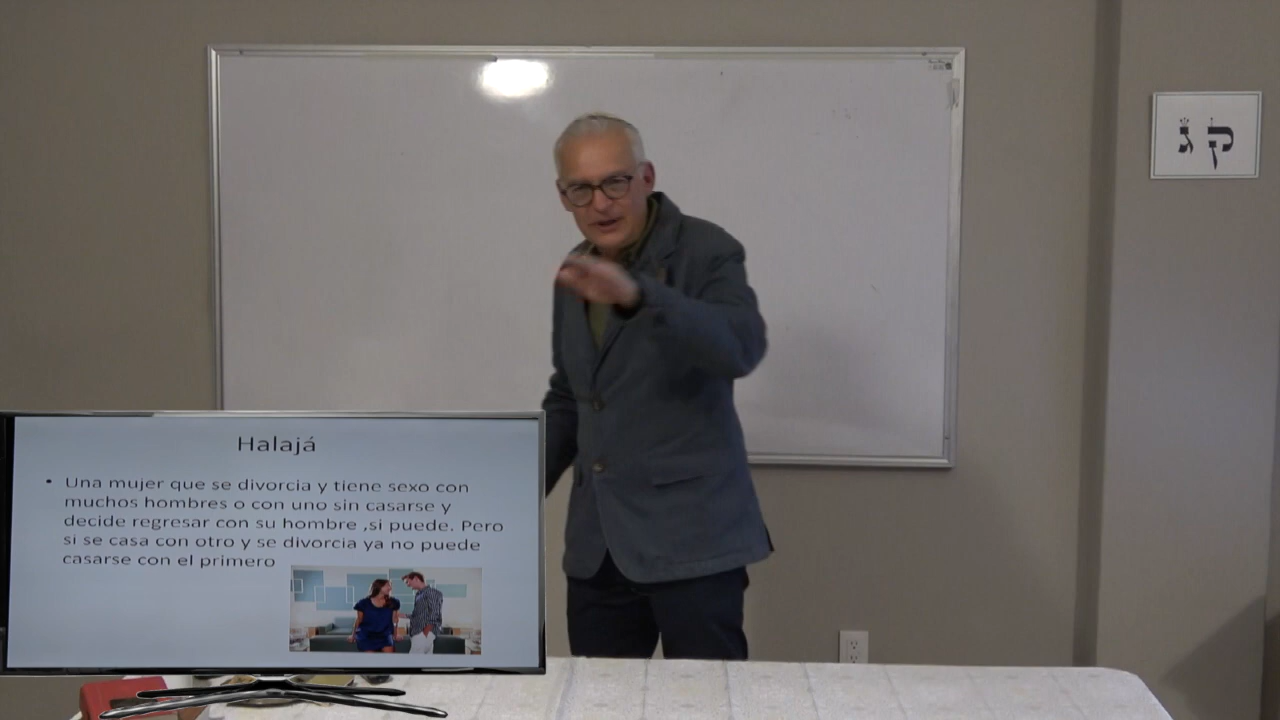 Halajá
• Una mujer que se divorcia y tiene sexo con
muchos hombres o con uno sin casarse y
decide regresar con su hombre ,si puede. Pero
si se casa con otro y se divorcia ya no puede
casarse con el primero
ק ג